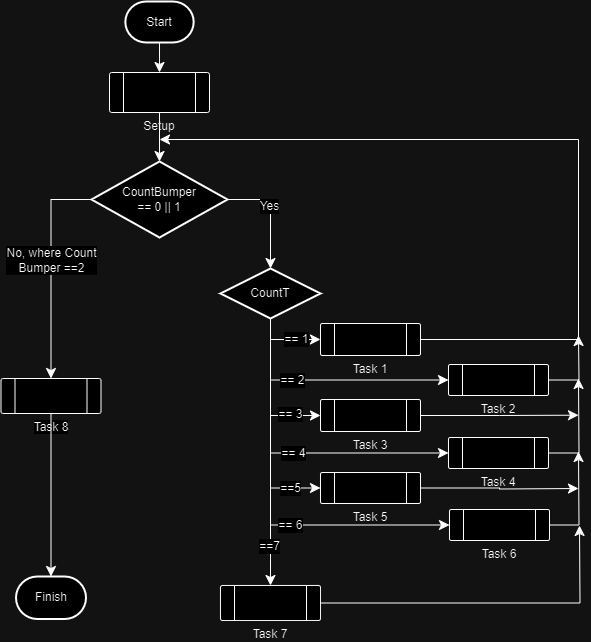 Start
Setup
CountBumper
== 0 || 1
Yes
No, where Count
Bumper ==2
CountT
== 1
Task 1
== 2
Task 2
Task 8
== 3
Task 3
== 4
Task 4
==5
Task 5
== 6
Task 6
==7
Finish
Task 7